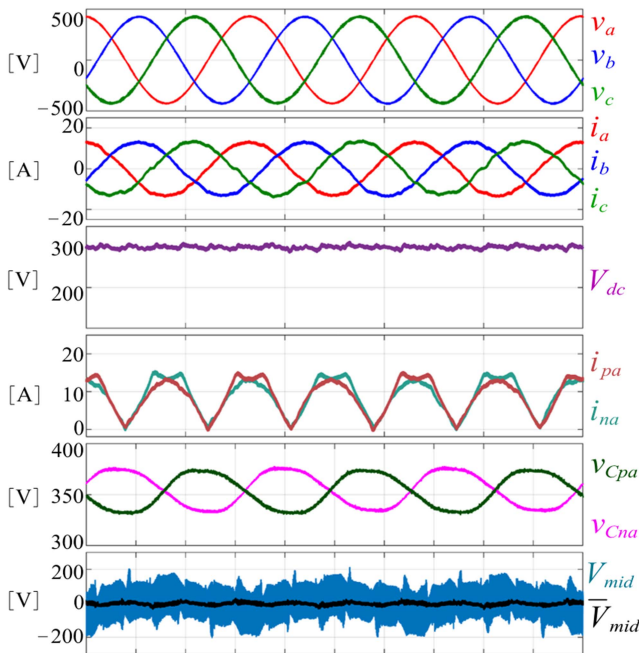 500
[V]
0
−500
v_a
v_b
v_c
20
[A]
0
−20
i_a
i_b
i_c
300
[V]
200
V_dc
20
[A]
10
0
i_pa
i_na
400
[V]
350
300
v_Cpa
v_Cna
200
[V]
0
−200
V_mid
V̅_mid